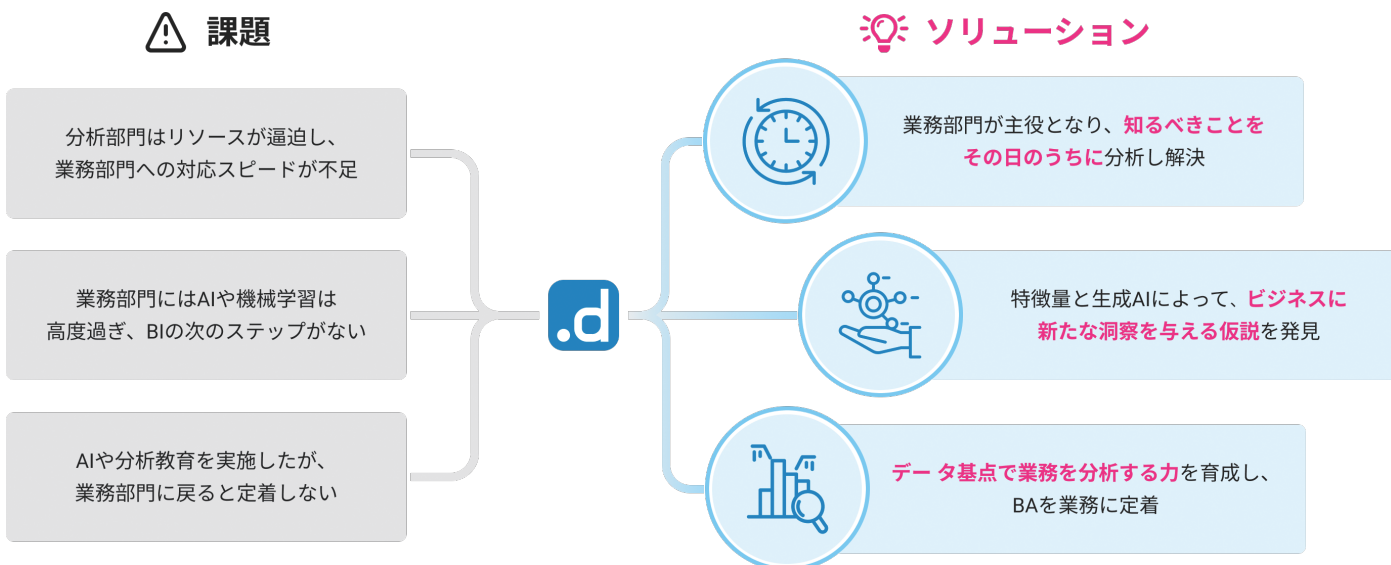 課題
分析部門はリソースが逼迫し、
業務部門への対応スピードが不足
業務部門にはAIや機械学習は
高度過ぎ、BIの次のステップがない
AIや分析教育を実施したが、
業務部門に戻ると定着しない
.d
ソリューション
業務部門が主役となり、知るべきことを
その日のうちに分析し解決
特徴量と生成AIによって、ビジネスに
新たな洞察を与える仮説を発見
データ基点で業務を分析する力を育成し、
BAを業務に定着